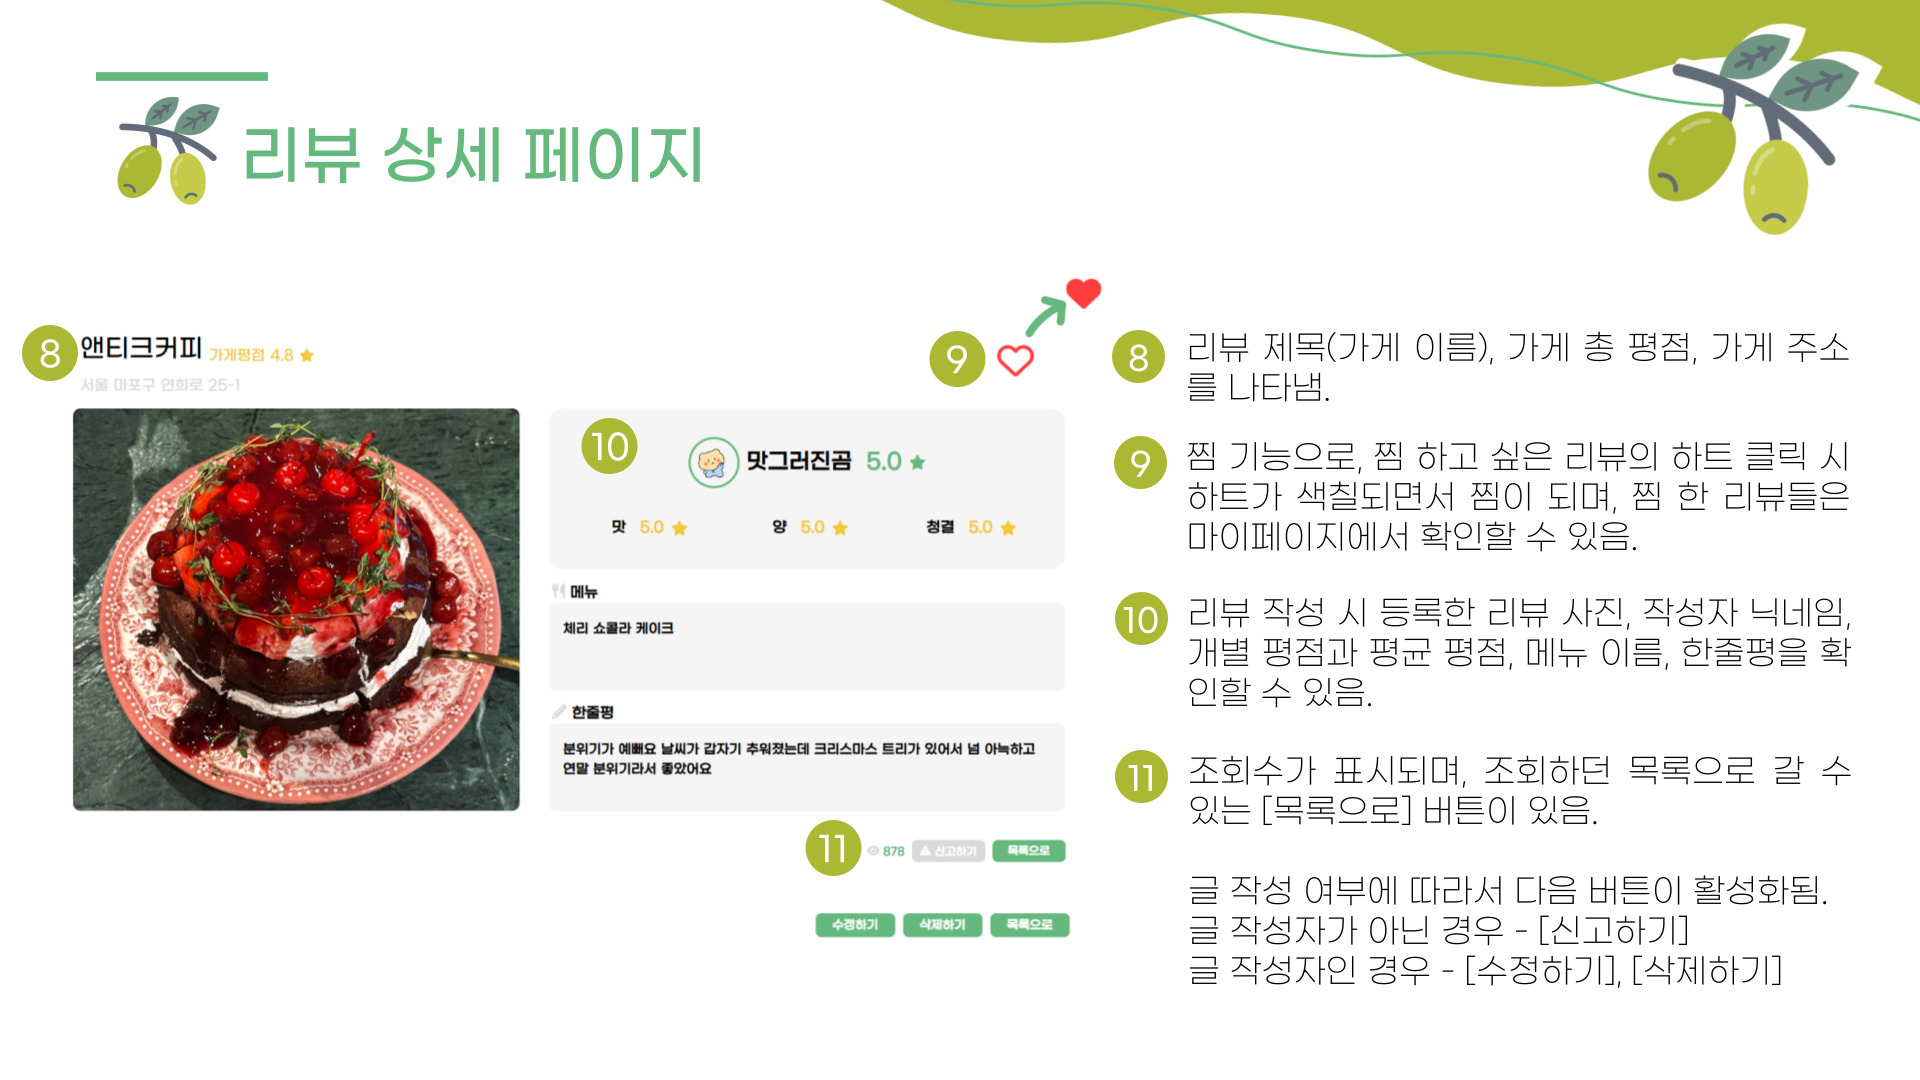 리뷰 상세 페이지
8
앤티크커피 가게평점 4.8
서울 마포구 연희로 25-1
9
10
맛그러진곰 5.0
맛 5.0 양 5.0 청결 5.0
메뉴
체리 쇼콜라 케이크
한줄평
분위기가 예뻐요 날씨가 갑자기 추워졌는데 크리스마스 트리가 있어서 넘 아늑하고
연말 분위기라서 좋았어요
11
878 신고하기 목록으로
수정하기 삭제하기 목록으로
8 리뷰 제목(가게 이름), 가게 총 평점, 가게 주소
를 나타냄.
9 찜 기능으로, 찜 하고 싶은 리뷰의 하트 클릭 시
하트가 색칠되면서 찜이 되며, 찜 한 리뷰들은
마이페이지에서 확인할 수 있음.
10 리뷰 작성 시 등록한 리뷰 사진, 작성자 닉네임,
개별 평점과 평균 평점, 메뉴 이름, 한줄평을 확
인할 수 있음.
11 조회수가 표시되며, 조회하던 목록으로 갈 수
있는 [목록으로] 버튼이 있음.
글 작성 여부에 따라서 다음 버튼이 활성화됨.
글 작성자가 아닌 경우 - [신고하기]
글 작성자인 경우 - [수정하기], [삭제하기]